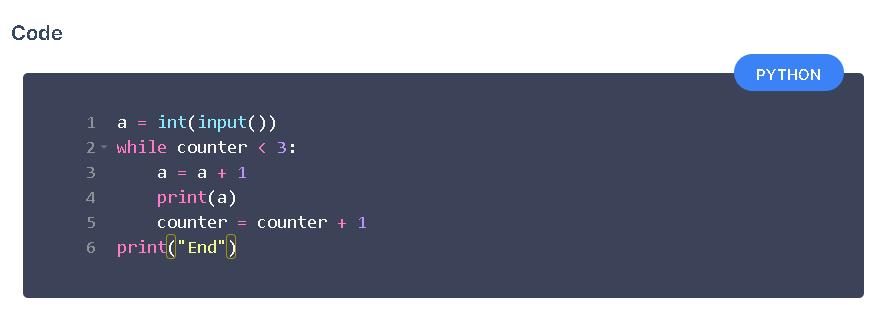 Code
PYTHON
1 a = int(input())
2 while counter < 3:
3     a = a + 1
4     print(a)
5     counter = counter + 1
6 print("End")